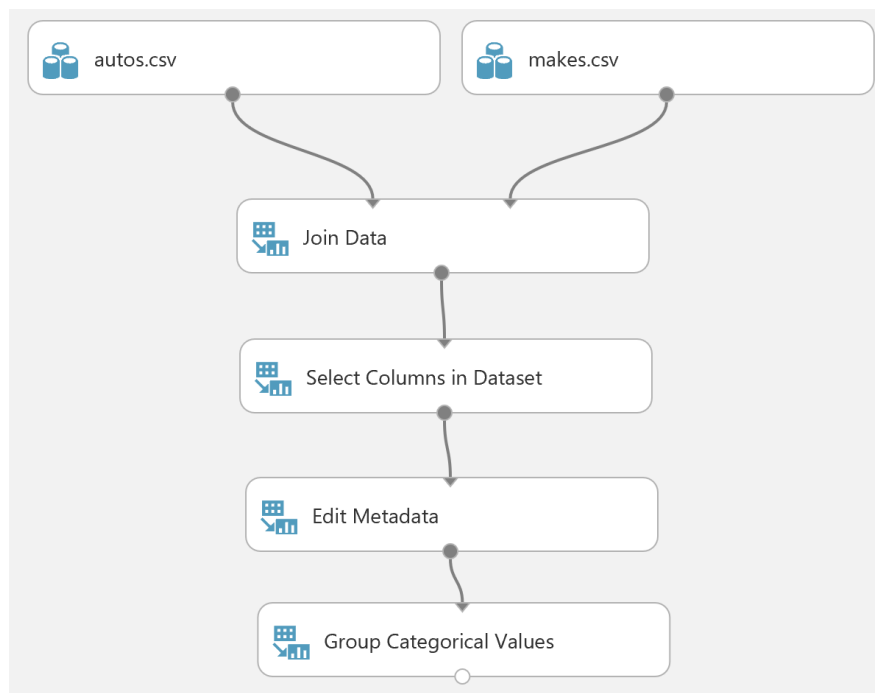 autos.csv
makes.csv
Join Data
Select Columns in Dataset
Edit Metadata
Group Categorical Values